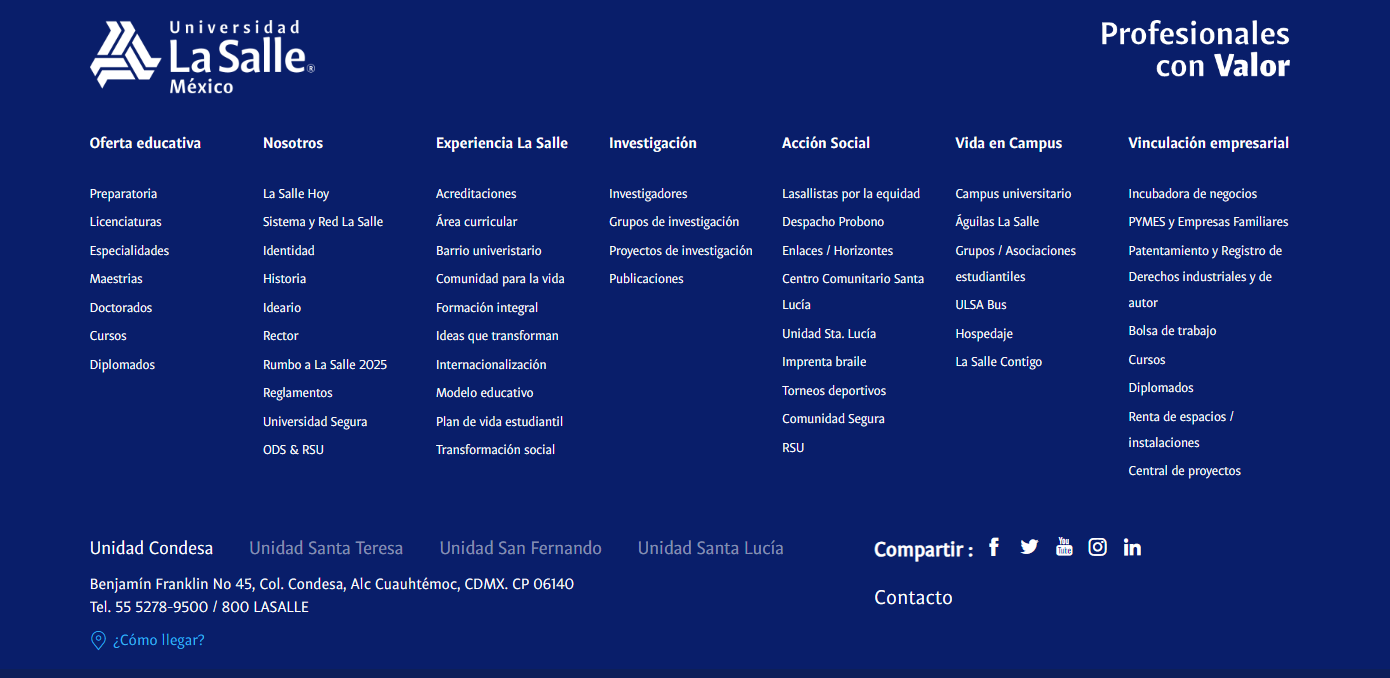 Universidad
La Salle®
México
Profesionales
con Valor
Oferta educativa
Preparatoria
Licenciaturas
Especialidades
Maestrias
Doctorados
Cursos
Diplomados
Nosotros
La Salle Hoy
Sistema y Red La Salle
Identidad
Historia
Ideario
Rector
Rumbo a La Salle 2025
Reglamentos
Universidad Segura
ODS & RSU
Experiencia La Salle
Acreditaciones
Área curricular
Barrio univeristario
Comunidad para la vida
Formación integral
Ideas que transforman
Internacionalización
Modelo educativo
Plan de vida estudiantil
Transformación social
Investigación
Investigadores
Grupos de investigación
Proyectos de investigación
Publicaciones
Acción Social
Lasallistas por la equidad
Despacho Probono
Enlaces / Horizontes
Centro Comunitario Santa
Lucía
Unidad Sta. Lucía
Imprenta braile
Torneos deportivos
Comunidad Segura
RSU
Vida en Campus
Campus universitario
Águilas La Salle
Grupos / Asociaciones
estudiantiles
ULSA Bus
Hospedaje
La Salle Contigo
Vinculación empresarial
Incubadora de negocios
PYMES y Empresas Familiares
Patentamiento y Registro de
Derechos industriales y de
autor
Bolsa de trabajo
Cursos
Diplomados
Renta de espacios /
instalaciones
Central de proyectos
Unidad Condesa Unidad Santa Teresa Unidad San Fernando Unidad Santa Lucía
Benjamín Franklin No 45, Col. Condesa, Alc Cuauhtémoc, CDMX. CP 06140
Tel. 55 5278-9500 / 800 LASALLE
¿Cómo llegar?
Compartir : f You Tube in
Contacto